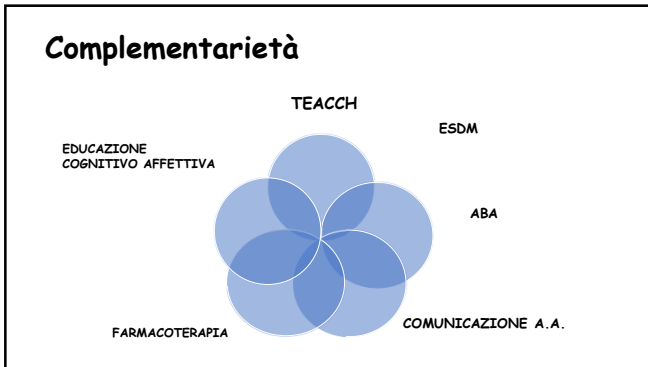 Complementarietà
TEACCH
ESDM
EDUCAZIONE
COGNITIVO AFFETTIVA
ABA
COMUNICAZIONE A.A.
FARMACOTERAPIA